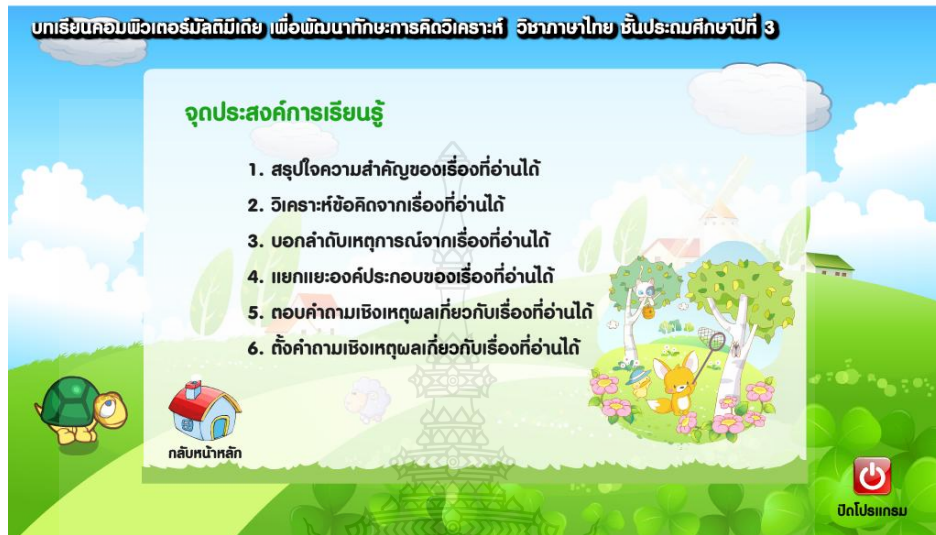 บทเรียนคอมพิวเตอร์มัลติมีเดีย เพื่อพัฒนาทักษะการคิดวิเคราะห์ วิชาภาษาไทย ชั้นประถมศึกษาปีที่ 3
จุดประสงค์การเรียนรู้
1. สรุปใจความสำคัญของเรื่องที่อ่านได้
2. วิเคราะห์ข้อคิดจากเรื่องที่อ่านได้
3. บอกลำดับเหตุการณ์จากเรื่องที่อ่านได้
4. แยกแยะองค์ประกอบของเรื่องที่อ่านได้
5. ตอบคำถามเชิงเหตุผลเกี่ยวกับเรื่องที่อ่านได้
6. ตั้งคำถามเชิงเหตุผลเกี่ยวกับเรื่องที่อ่านได้
กลับหน้าหลัก
ปิดโปรแกรม